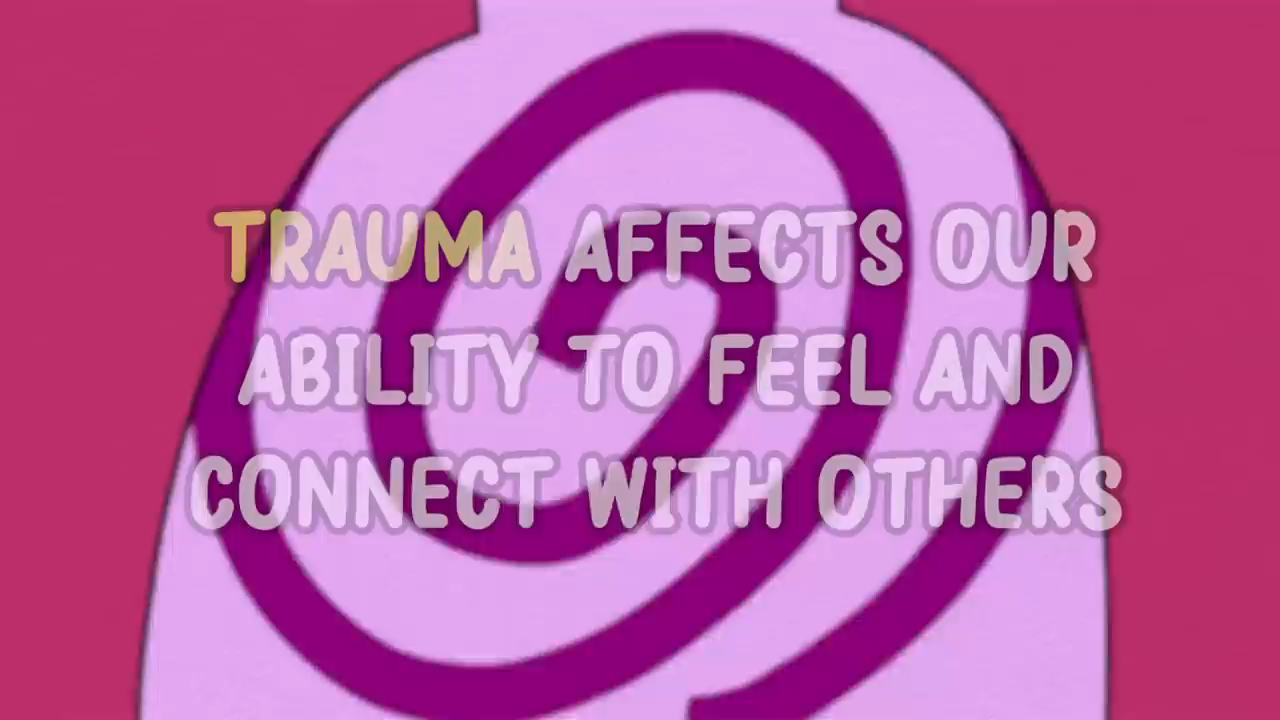 TRAUMA AFFECTS OUR
ABILITY TO FEEL AND
CONNECT WITH OTHERS